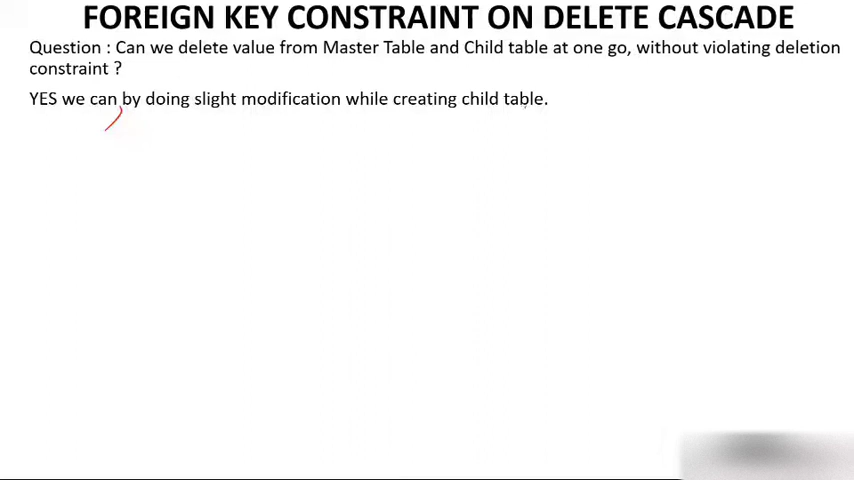 FOREIGN KEY CONSTRAINT ON DELETE CASCADE
Question : Can we delete value from Master Table and Child table at one go, without violating deletion
constraint ?
YES we can by doing slight modification while creating child table.